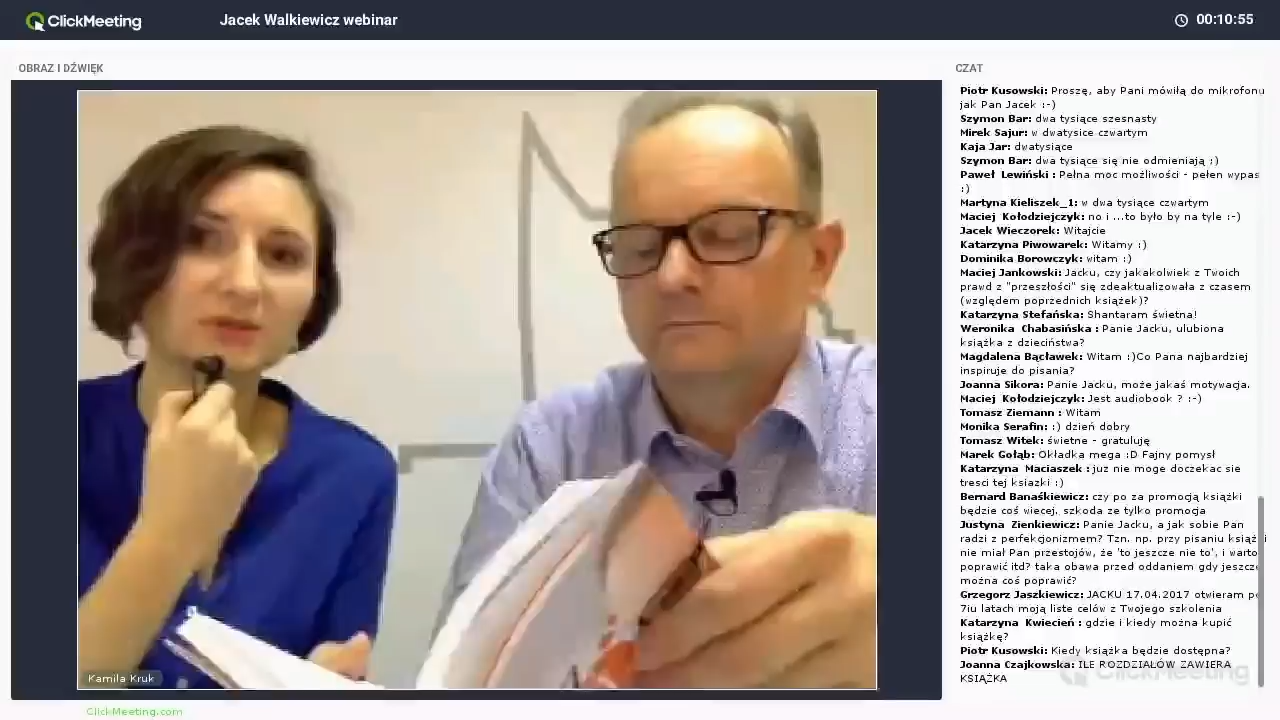 ClickMeeting
Jacek Walkiewicz webinar
00:10:55
OBRAZ I DŹWIĘK
CZAT
Piotr Kusowski: Proszę, aby Pani mówiłą do mikrofonu
jak Pan Jacek :-)
Szymon Bar: dwa tysiące szesnasty
Mirek Sajur: w dwatysice czwartym
Kaja Jar: dwatysiące
Szymon Bar: dwa tysiące się nie odmieniają :)
Paweł Lewiński : Pełna moc możliwości - pełen wypas
:)
Martyna Kieliszek_1: w dwa tysiące czwartym
Maciej Kołodziejczyk: no i ...to było by na tyle :-)
Jacek Wieczorek: Witajcie
Katarzyna Piwowarek: Witamy :)
Dominika Borowczyk: witam :)
Maciej Jankowski: Jacku, czy jakakolwiek z Twoich
prawd z "przeszłości" się zdeaktualizowała z czasem
(względem poprzednich książek)?
Katarzyna Stefańska: Shantaram świetna!
Weronika Chabasińska : Panie Jacku, ulubiona
książka z dzieciństwa?
Magdalena Bącławek: Witam :)Co Pana najbardziej
inspiruje do pisania?
Joanna Sikora: Panie Jacku, może jakaś motywacja.
Maciej Kołodziejczyk: Jest audiobook ? :-)
Tomasz Ziemann : Witam
Monika Serafin: :) dzień dobry
Tomasz Witek: świetne - gratuluję
Marek Gołąb: Okładka mega :D Fajny pomysł
Katarzyna Maciaszek : juz nie moge doczekac sie
tresci tej ksiazki :)
Bernard Banaśkiewicz: czy po za promocją książki
będzie coś wiecej, szkoda ze tylko promocja
Justyna Zienkiewicz: Panie Jacku, a jak sobie Pan
radzi z perfekcjonizmem? Tzn. np. przy pisaniu książki
nie miał Pan przestojów, że 'to jeszcze nie to', i warto
poprawić itd? taka obawa przed oddaniem gdy jeszcze
można coś poprawić?
Grzegorz Jaszkiewicz: JACKU 17.04.2017 otwieram po
7iu latach moją liste celów z Twojego szkolenia
Katarzyna Kwiecień : gdzie i kiedy można kupić
książkę?
Piotr Kusowski: Kiedy książka będzie dostępna?
Joanna Czajkowska: ILE ROZDZIAŁÓW ZAWIERA
KSIĄŻKA
ClickMeeting
Kamila Kruk
ClickMeeting.com